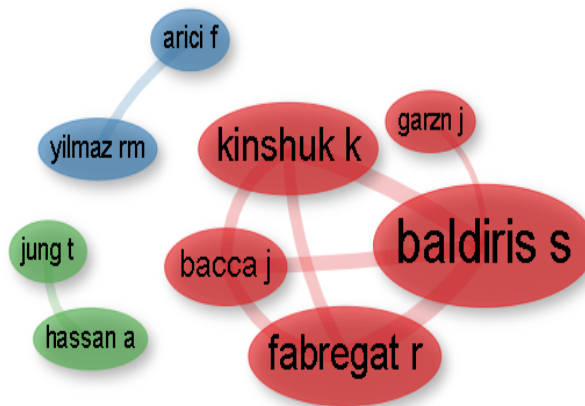 arici f
yilmaz rm
garzn j
kinshuk k
baldiris s
jung t
bacca j
hassan a
fabregat r